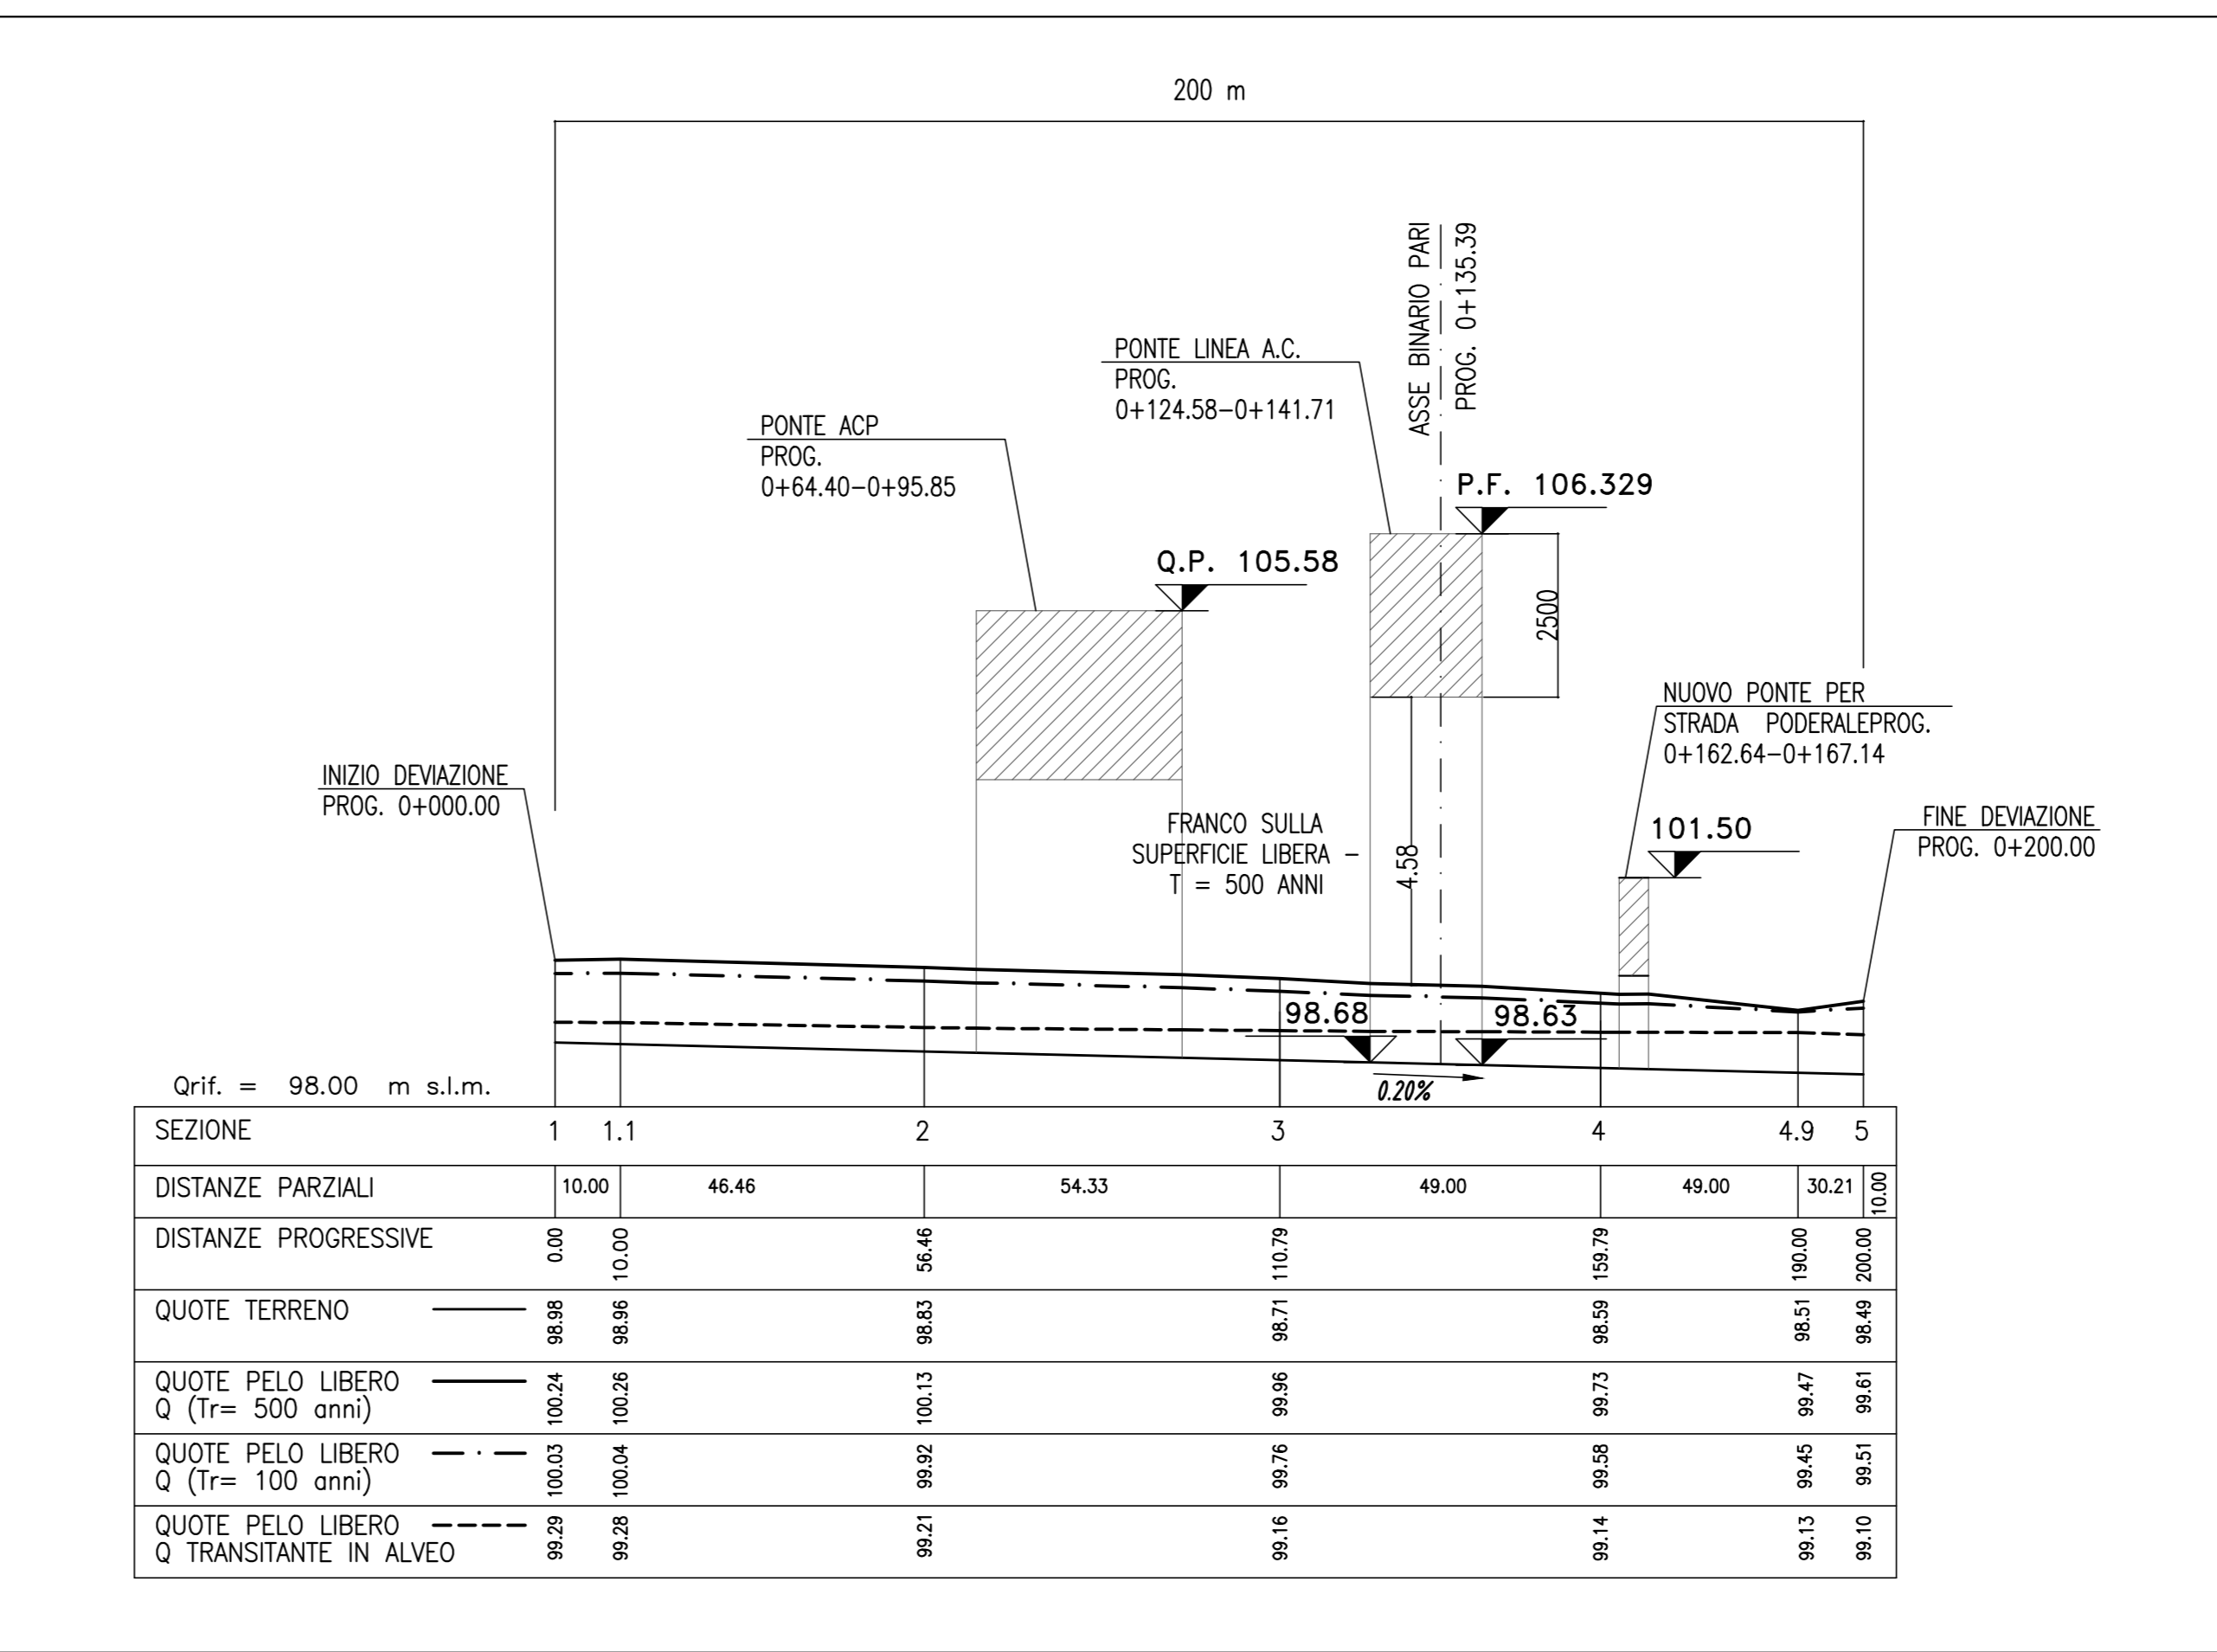 200 m
ASSE BINARIO PARI
PROG. 0+135.39
PONTE LINEA A.C.
PROG.
0+124.58-0+141.71
PONTE ACP
PROG.
0+64.40-0+95.85
P.F. 106.329
Q.P. 105.58
2500
NUOVO PONTE PER
STRADA PODERALEPROG.
0+162.64-0+167.14
INIZIO DEVIAZIONE
PROG. 0+000.00
FRANCO SULLA
SUPERFICIE LIBERA -
T = 500 ANNI
4.58
101.50
FINE DEVIAZIONE
PROG. 0+200.00
98.68
98.63
0.20%
Qrif. = 98.00 m s.l.m.
SEZIONE 1 1.1 2 3 4 4.9 5
DISTANZE PARZIALI 10.00 46.46 54.33 49.00 49.00 30.21 10.00
DISTANZE PROGRESSIVE 0.00 10.00 56.46 110.79 159.79 190.00 200.00
QUOTE TERRENO 98.98 98.96 98.83 98.71 98.59 98.51 98.49
QUOTE PELO LIBERO
Q (Tr= 500 anni) 100.24 100.26 100.13 99.96 99.73 99.47 99.61
QUOTE PELO LIBERO
Q (Tr= 100 anni) 100.03 100.04 99.92 99.76 99.58 99.45 99.51
QUOTE PELO LIBERO
Q TRANSITANTE IN ALVEO 99.29 99.28 99.21 99.16 99.14 99.13 99.10